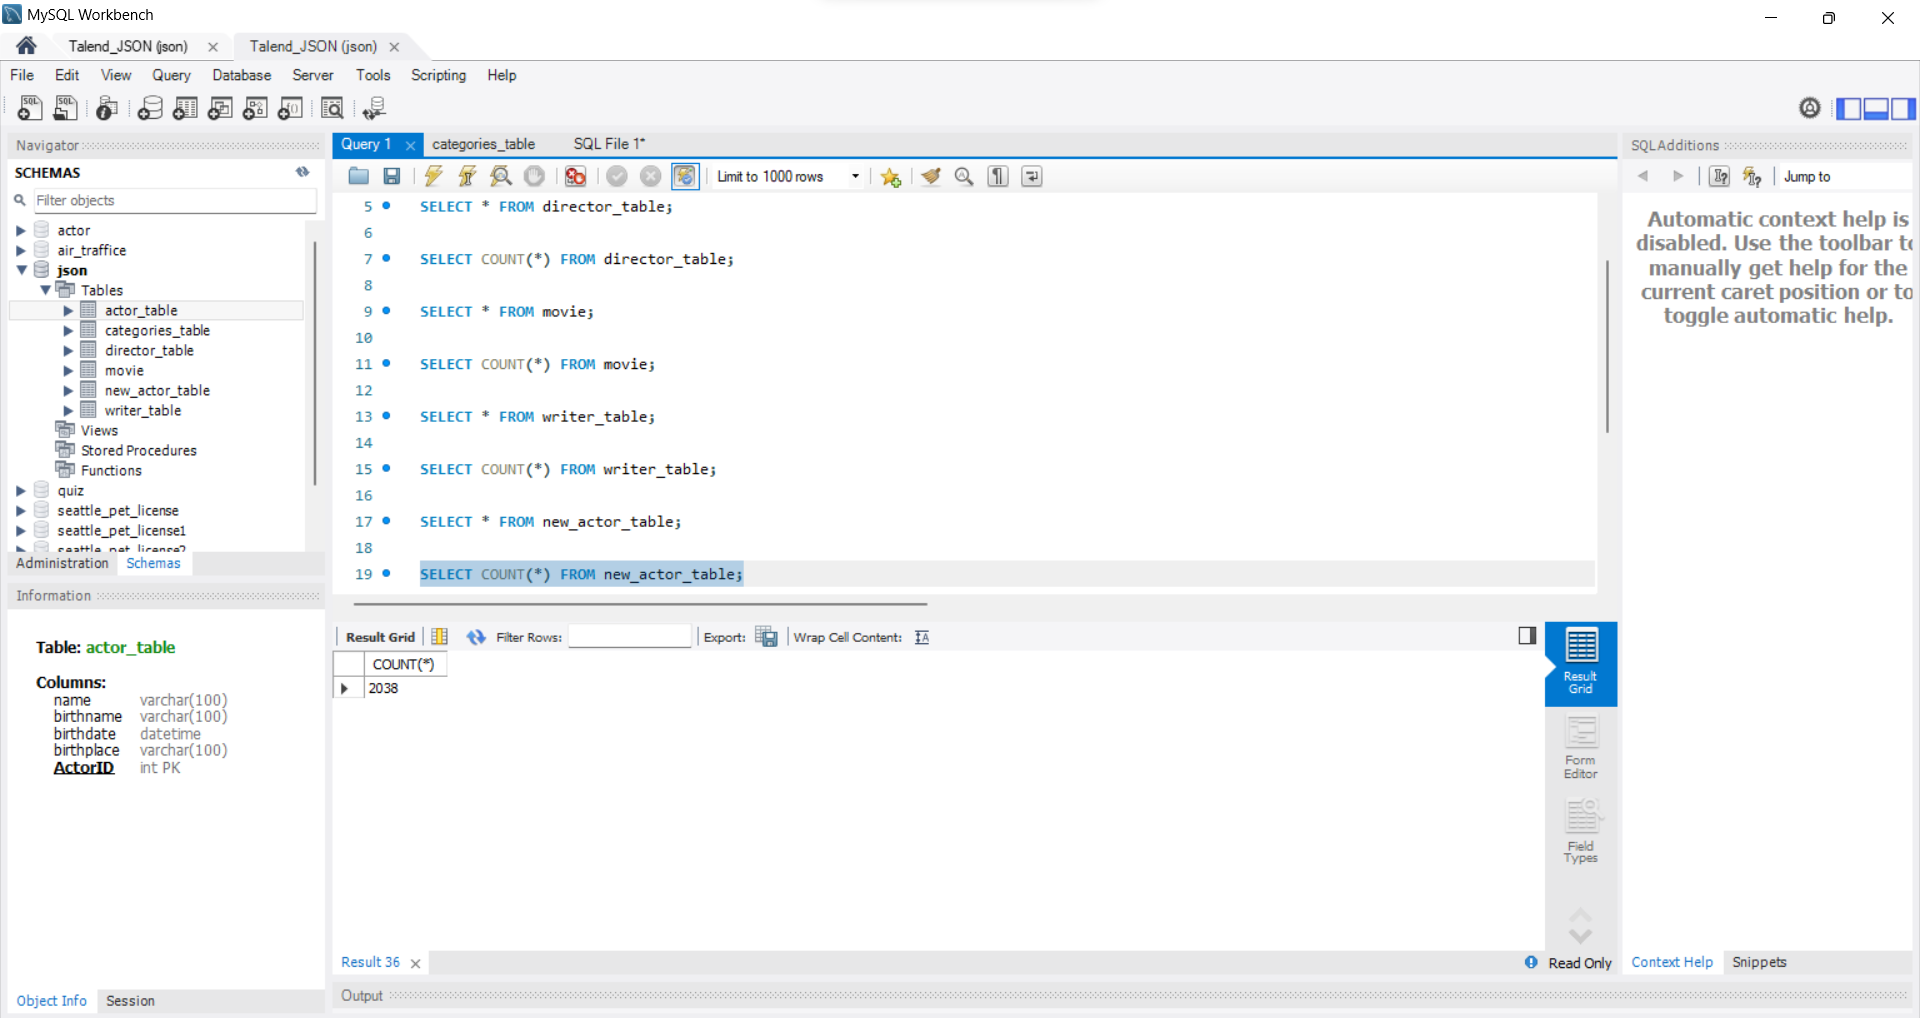 MySQL Workbench
Talend_JSON (json)
Talend_JSON (json)
File Edit View Query Database Server Tools Scripting Help
Navigator
SCHEMAS
Filter objects
actor
air_traffice
json
Tables
actor_table
categories_table
director_table
movie
new_actor_table
writer_table
Views
Stored Procedures
Functions
quiz
seattle_pet_license
seattle_pet_license1
seattle_pet_license2
Administration Schemas
Information
Table: actor_table
Columns:
name varchar(100)
birthname varchar(100)
birthdate datetime
birthplace varchar(100)
ActorID int PK
Object Info Session
Query 1 categories_table SQL File 1*
Limit to 1000 rows
5 SELECT * FROM director_table;
6
7 SELECT COUNT(*) FROM director_table;
8
9 SELECT * FROM movie;
10
11 SELECT COUNT(*) FROM movie;
12
13 SELECT * FROM writer_table;
14
15 SELECT COUNT(*) FROM writer_table;
16
17 SELECT * FROM new_actor_table;
18
19 SELECT COUNT(*) FROM new_actor_table;
Result Grid Filter Rows: Export: Wrap Cell Content:
COUNT(*)
2038
Result
Grid
Form
Editor
Field
Types
Result 36
Read Only
Output
SQLAdditions
Jump to
Automatic context help is
disabled. Use the toolbar to
manually get help for the
current caret position or to
toggle automatic help.
Context Help Snippets